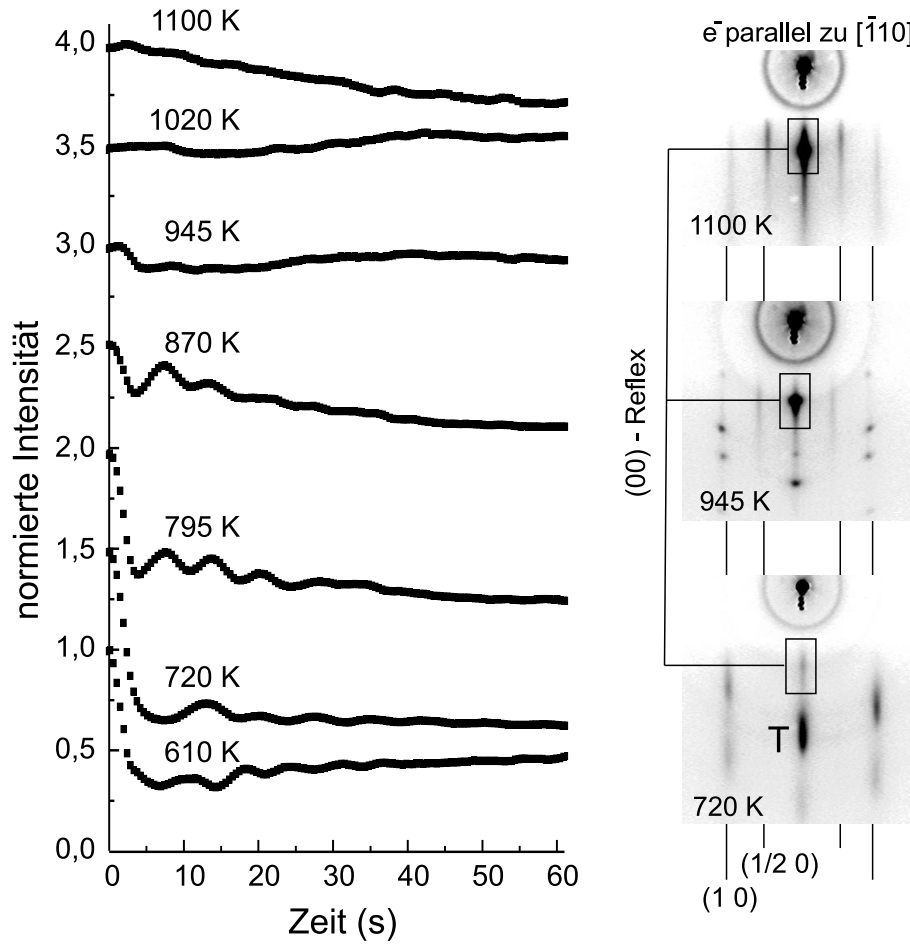 normierte Intensität
4,0
3,5
3,0
2,5
2,0
1,5
1,0
0,5
0,0
1100 K
1020 K
945 K
870 K
795 K
720 K
610 K
0
10
20
30
40
50
60
Zeit (s)
e⁻ parallel zu [1̄10]
1100 K
(00) - Reflex
945 K
T
720 K
(1/2 0)
(1 0)